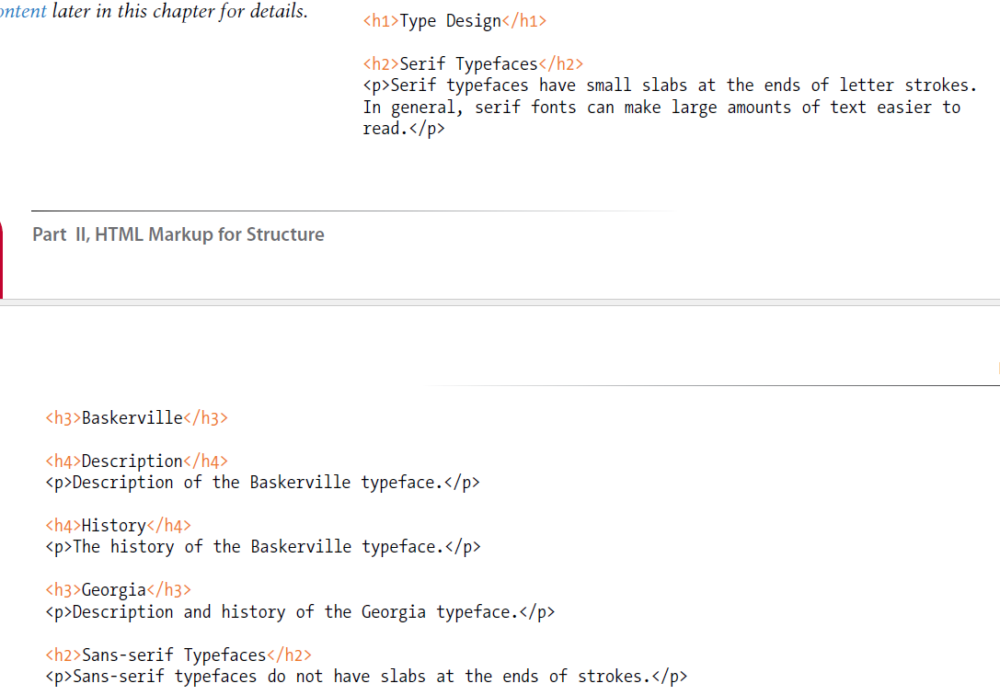 ontent later in this chapter for details.
<h1>Type Design</h1>
<h2>Serif Typefaces</h2>
<p>Serif typefaces have small slabs at the ends of letter strokes.
In general, serif fonts can make large amounts of text easier to
read.</p>
Part II, HTML Markup for Structure
<h3>Baskerville</h3>
<h4>Description</h4>
<p>Description of the Baskerville typeface.</p>
<h4>History</h4>
<p>The history of the Baskerville typeface.</p>
<h3>Georgia</h3>
<p>Description and history of the Georgia typeface.</p>
<h2>Sans-serif Typefaces</h2>
<p>Sans-serif typefaces do not have slabs at the ends of strokes.</p>